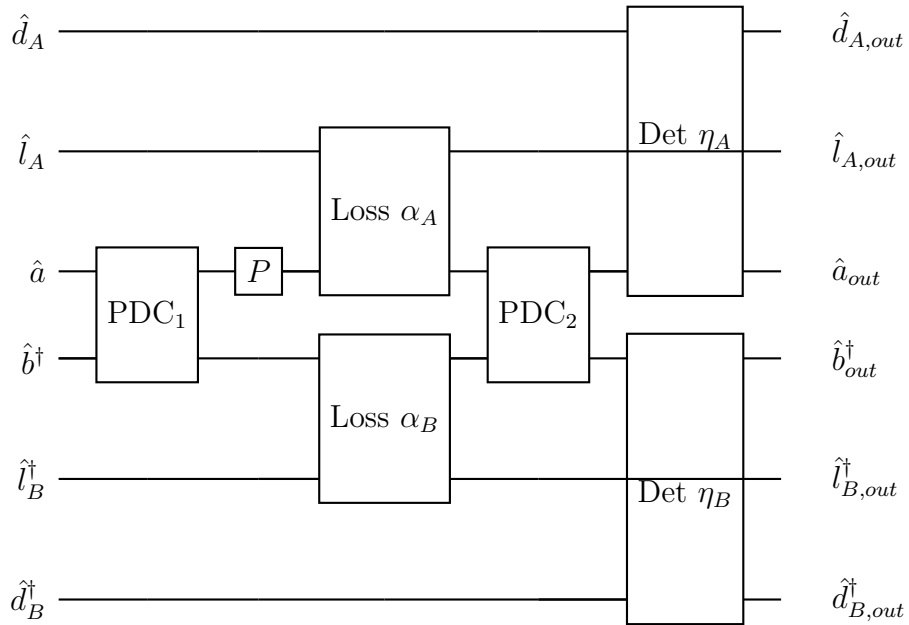 d̂_A d̂_{A,out}
Det η_A
l̂_A l̂_{A,out}
Loss α_A
â P â_{out}
PDC₁ PDC₂
b̂† b̂†_{out}
Loss α_B
l̂†_B l̂†_{B,out}
Det η_B
d̂†_B d̂†_{B,out}